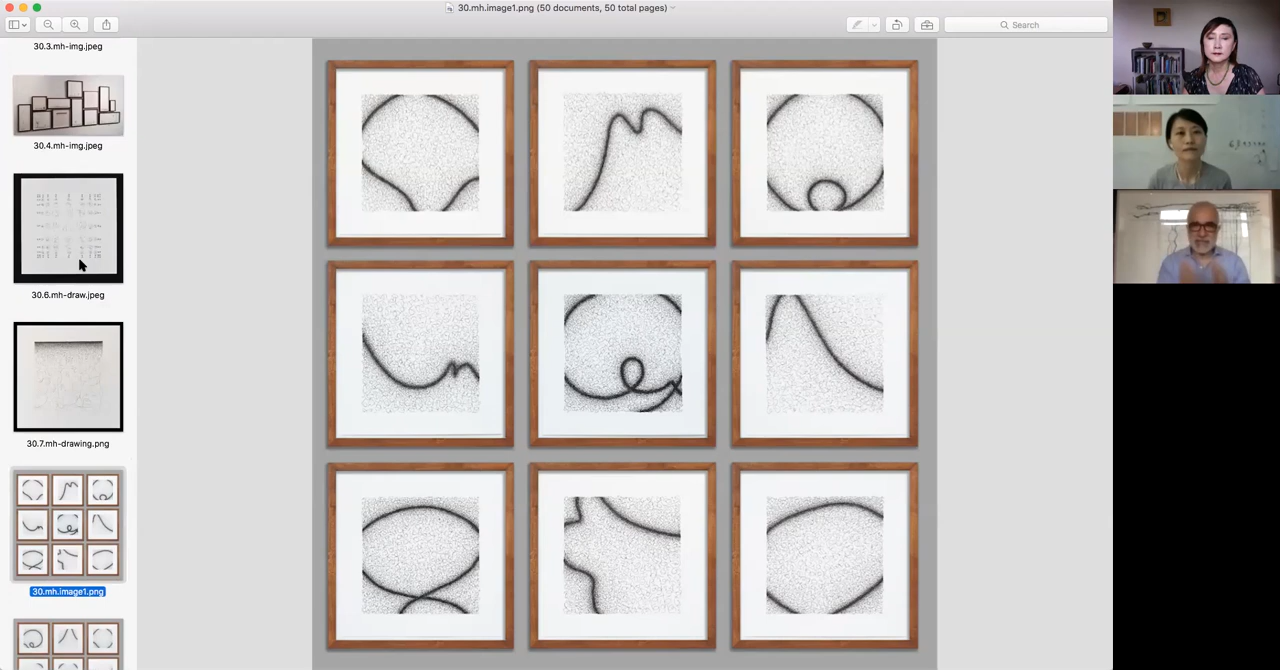 30.mh.image1.png (50 documents, 50 total pages)
Search
30.3.mh-img.jpeg
30.4.mh-img.jpeg
30.6.mh-draw.jpeg
30.7.mh-drawing.png
30.mh.image1.png